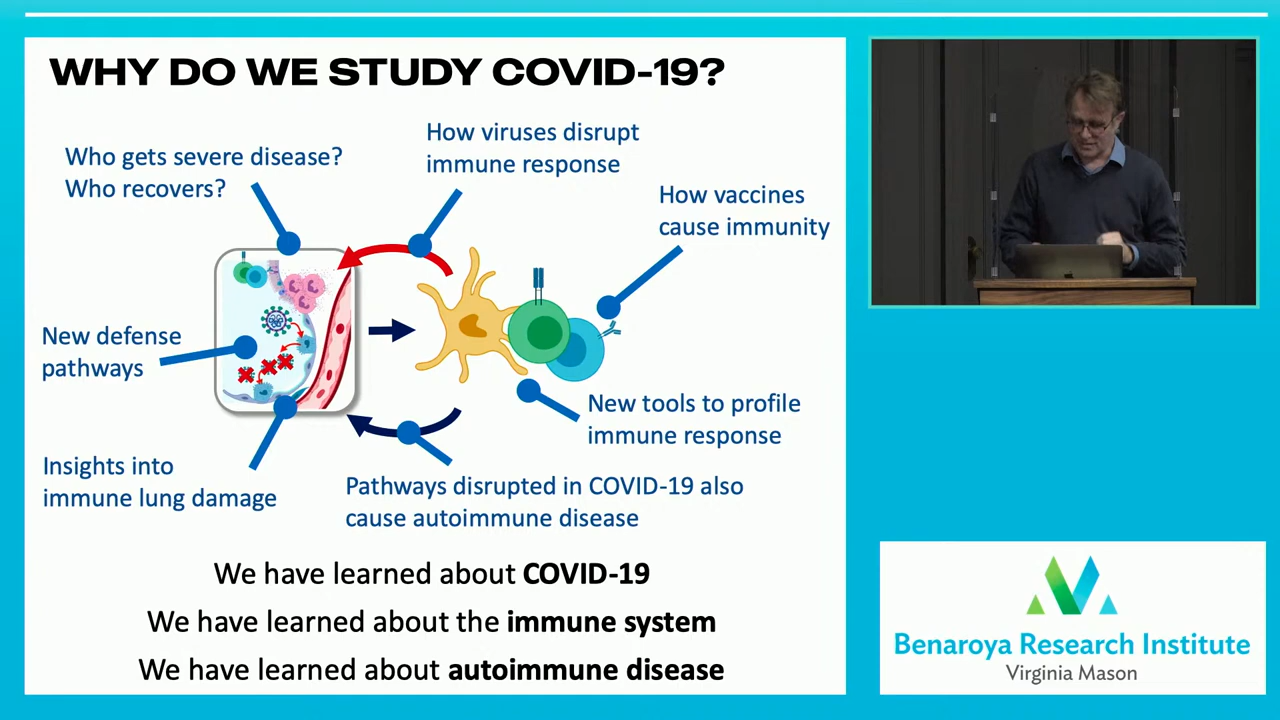 WHY DO WE STUDY COVID-19?
Who gets severe disease?
Who recovers?
How viruses disrupt
immune response
How vaccines
cause immunity
New defense
pathways
New tools to profile
immune response
Insights into
immune lung damage
Pathways disrupted in COVID-19 also
cause autoimmune disease
We have learned about COVID-19
We have learned about the immune system
We have learned about autoimmune disease
Benaroya Research Institute
Virginia Mason